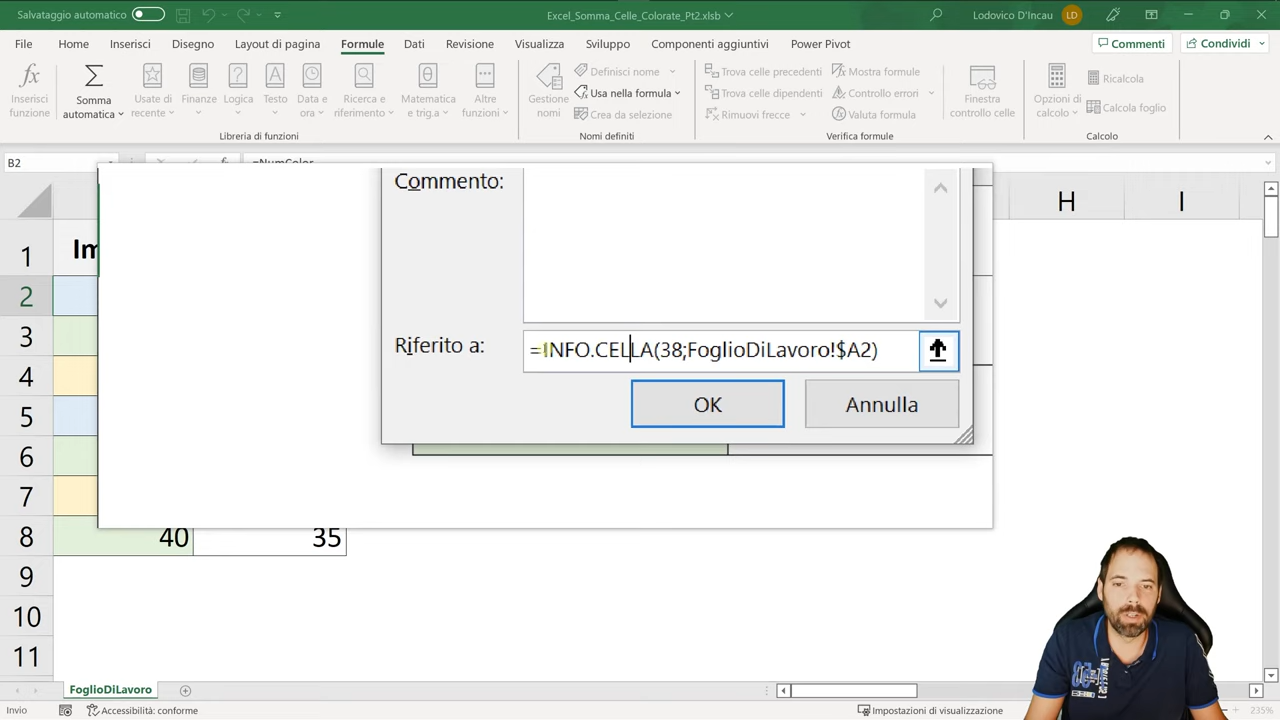 Salvataggio automatico
Excel_Somma_Celle_Colorate_Pt2.xlsb
Lodovico D'Incau
LD
File Home Inserisci Disegno Layout di pagina Formule Dati Revisione Visualizza Sviluppo Componenti aggiuntivi Power Pivot
Commenti
Condividi
Inserisci funzione
Somma automatica
Usate di recente
Finanze
Logica
Testo
Data e ora
Ricerca e riferimento
Matematica e trig.a
Altre funzioni
Libreria di funzioni
Gestione nomi
Definisci nome
Usa nella formula
Crea da selezione
Nomi definiti
Trova celle precedenti
Trova celle dipendenti
Rimuovi frecce
Mostra formule
Controllo errori
Valuta formula
Verifica formule
Finestra controllo celle
Opzioni di calcolo
Ricalcola
Calcola foglio
Calcolo
B2
=NumColor
H I
1
2
3
4
5
6
7
8 40 35
9
10
11
Commento:
Riferito a:
=INFO.CELLA(38;FoglioDiLavoro!$A2)
OK
Annulla
FoglioDiLavoro
Invio
Accessibilità: conforme
Impostazioni di visualizzazione
235%